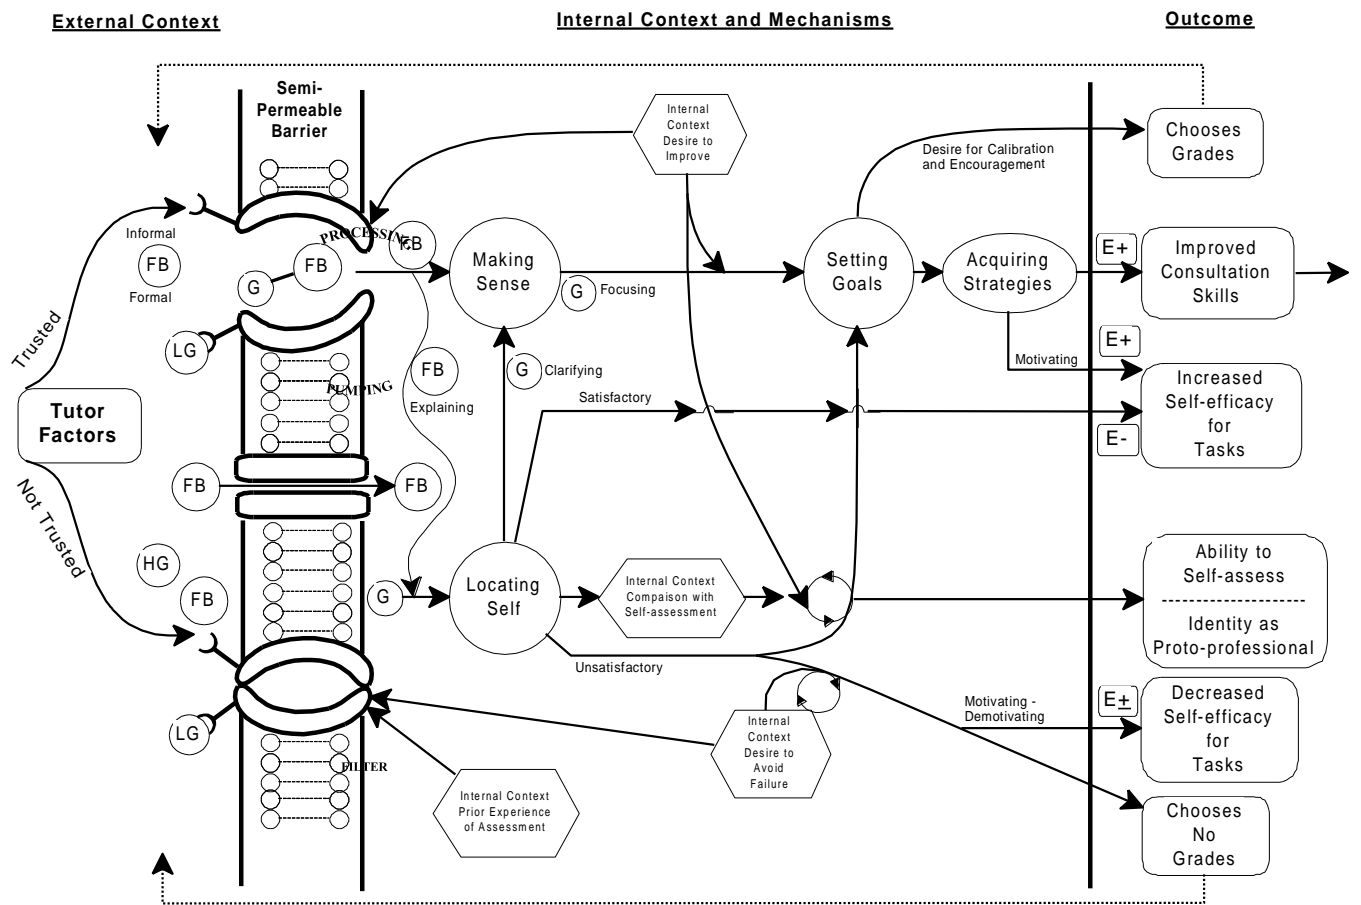 External Context
Internal Context and Mechanisms
Outcome
Semi-
Permeable
Barrier
Internal
Context
Desire to
Improve
Desire for Calibration
and Encouragement
Chooses
Grades
Informal
FB
Formal
G
FB
PROCESSING
FB
Making
Sense
G
Focusing
Setting
Goals
Acquiring
Strategies
E+
Improved
Consultation
Skills
Trusted
LG
PUMPING
FB
Explaining
G
Clarifying
Satisfactory
Motivating
E+
E-
Increased
Self-efficacy
for
Tasks
Tutor
Factors
FB
FB
Not Trusted
HG
FB
G
Locating
Self
Internal Context
Compaison with
Self-assessment
Unsatisfactory
Ability to
Self-assess
Identity as
Proto-professional
LG
FILTER
Internal Context
Prior Experience
of Assessment
Internal
Context
Desire to
Avoid
Failure
Motivating -
Demotivating
E±
Decreased
Self-efficacy
for
Tasks
Chooses
No
Grades